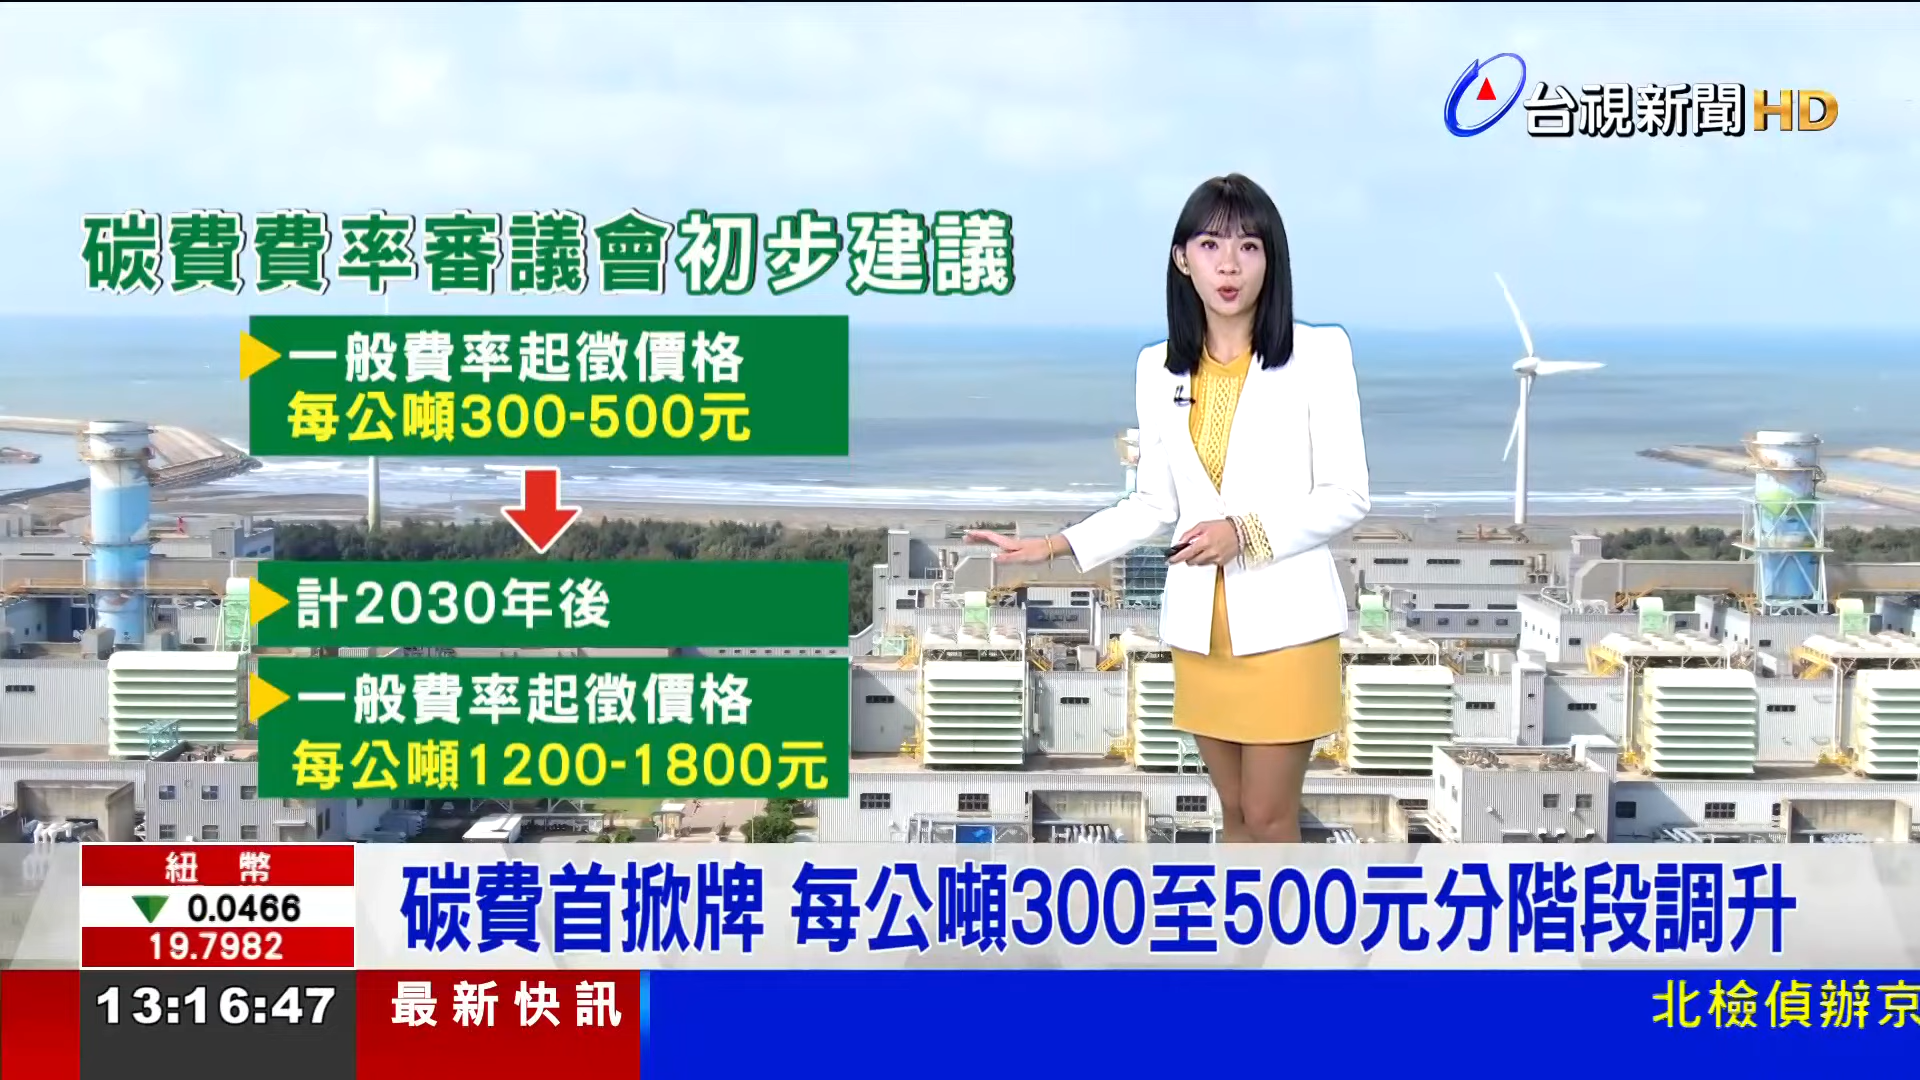 台視新聞HD
碳費費率審議會初步建議
一般費率起徵價格
每公噸300-500元
計2030年後
一般費率起徵價格
每公噸1200-1800元
紐 幣
0.0466
19.7982
碳費首掀牌 每公噸300至500元分階段調升
13:16:47
最新快訊
北檢偵辦京